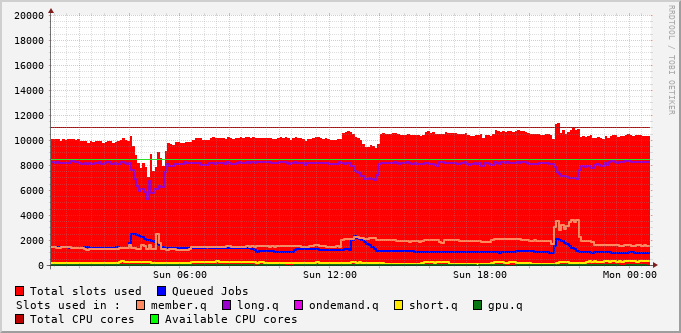 RRDTOOL / TOBI OETIKER
20000
18000
16000
14000
12000
10000
8000
6000
4000
2000
0
Sun 06:00 Sun 12:00 Sun 18:00 Mon 00:00
Total slots used Queued Jobs
Slots used in : member.q long.q ondemand.q short.q gpu.q
Total CPU cores Available CPU cores